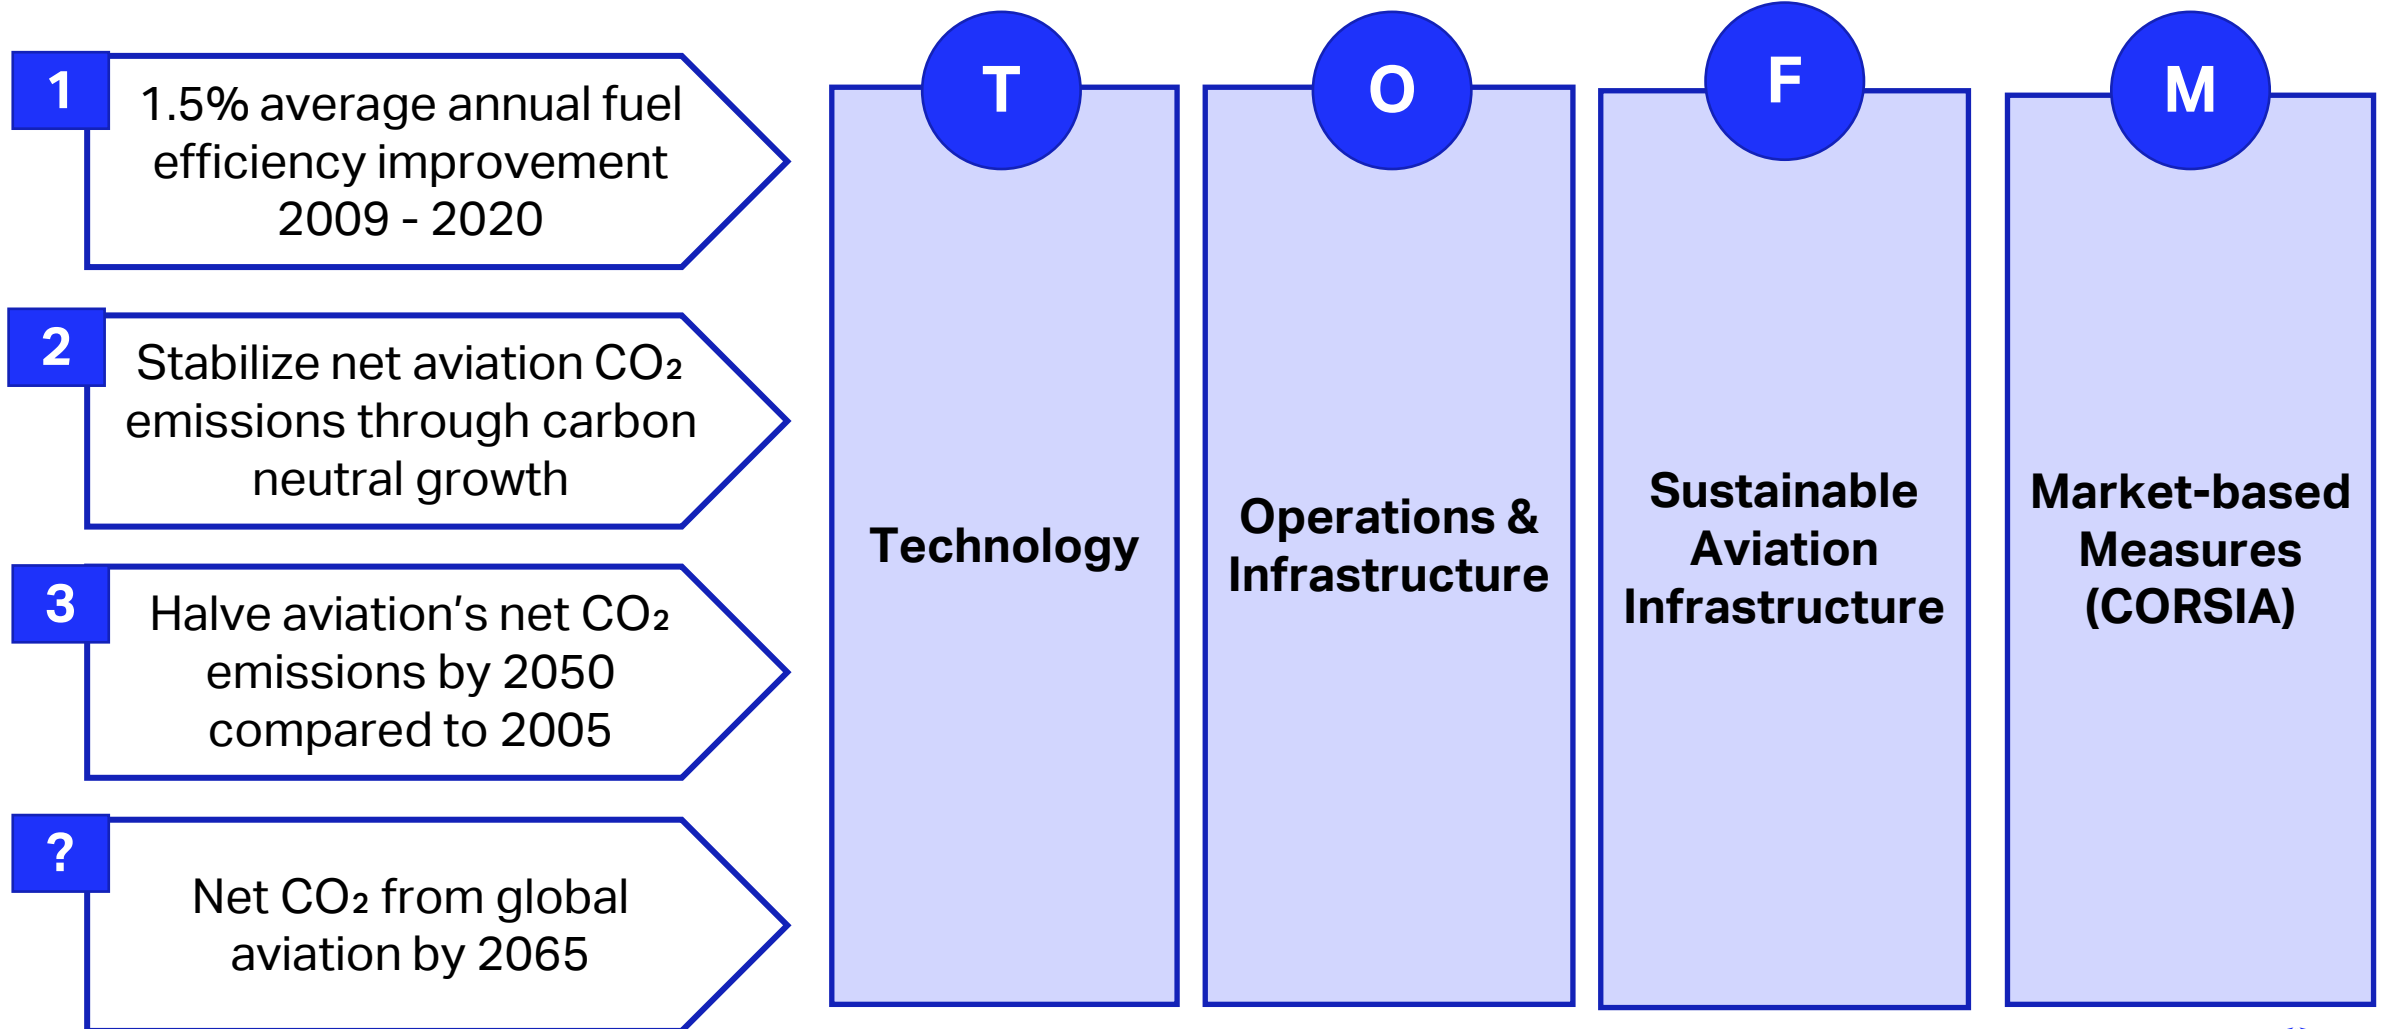 1
1.5% average annual fuel
efficiency improvement
2009 - 2020
2
Stabilize net aviation CO₂
emissions through carbon
neutral growth
3
Halve aviation's net CO₂
emissions by 2050
compared to 2005
?
Net CO₂ from global
aviation by 2065
T
Technology
O
Operations &
Infrastructure
F
Sustainable
Aviation
Infrastructure
M
Market-based
Measures
(CORSIA)